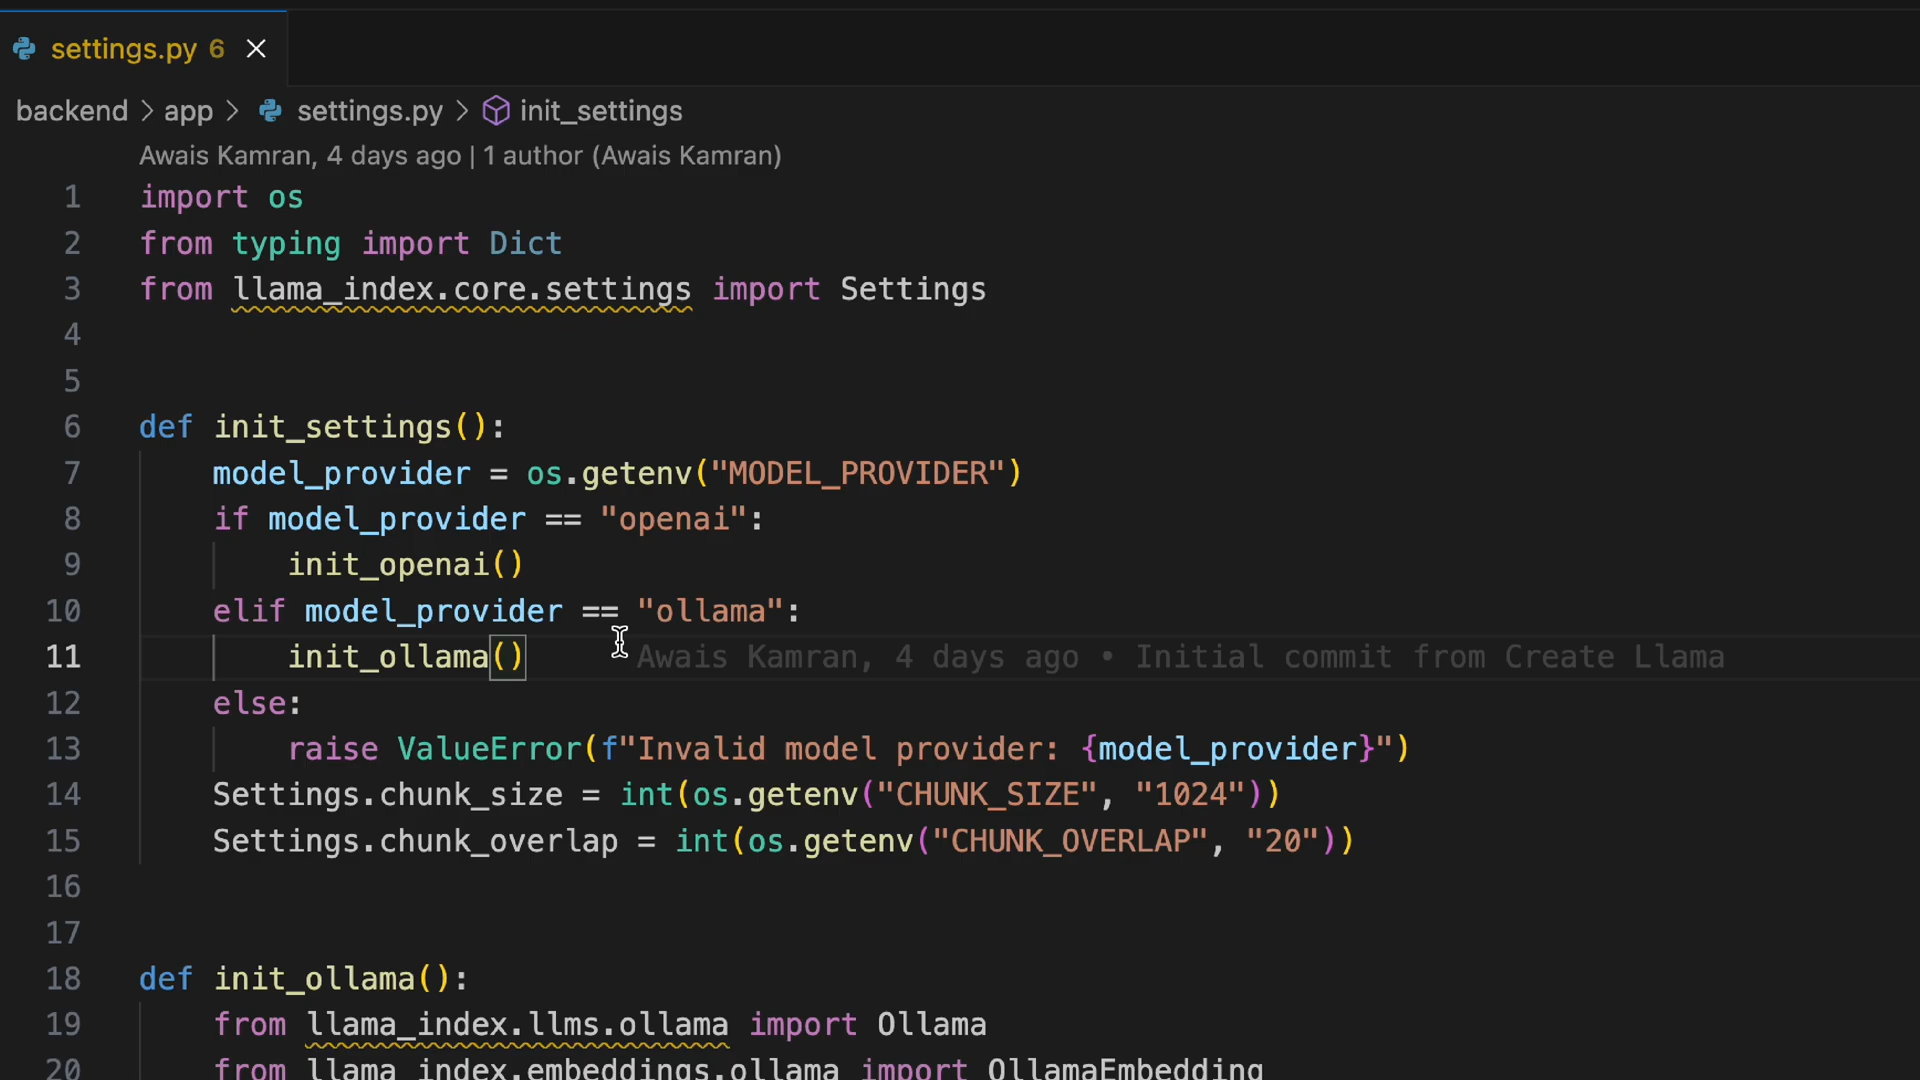 settings.py 6
backend > app > settings.py > init_settings
Awais Kamran, 4 days ago | 1 author (Awais Kamran)
1 import os
2 from typing import Dict
3 from llama_index.core.settings import Settings
4
5
6 def init_settings():
7     model_provider = os.getenv("MODEL_PROVIDER")
8     if model_provider == "openai":
9         init_openai()
10     elif model_provider == "ollama":
11         init_ollama()     Awais Kamran, 4 days ago • Initial commit from Create Llama
12     else:
13         raise ValueError(f"Invalid model provider: {model_provider}")
14     Settings.chunk_size = int(os.getenv("CHUNK_SIZE", "1024"))
15     Settings.chunk_overlap = int(os.getenv("CHUNK_OVERLAP", "20"))
16
17
18 def init_ollama():
19     from llama_index.llms.ollama import Ollama
20     from llama_index.embeddings.ollama import OllamaEmbedding